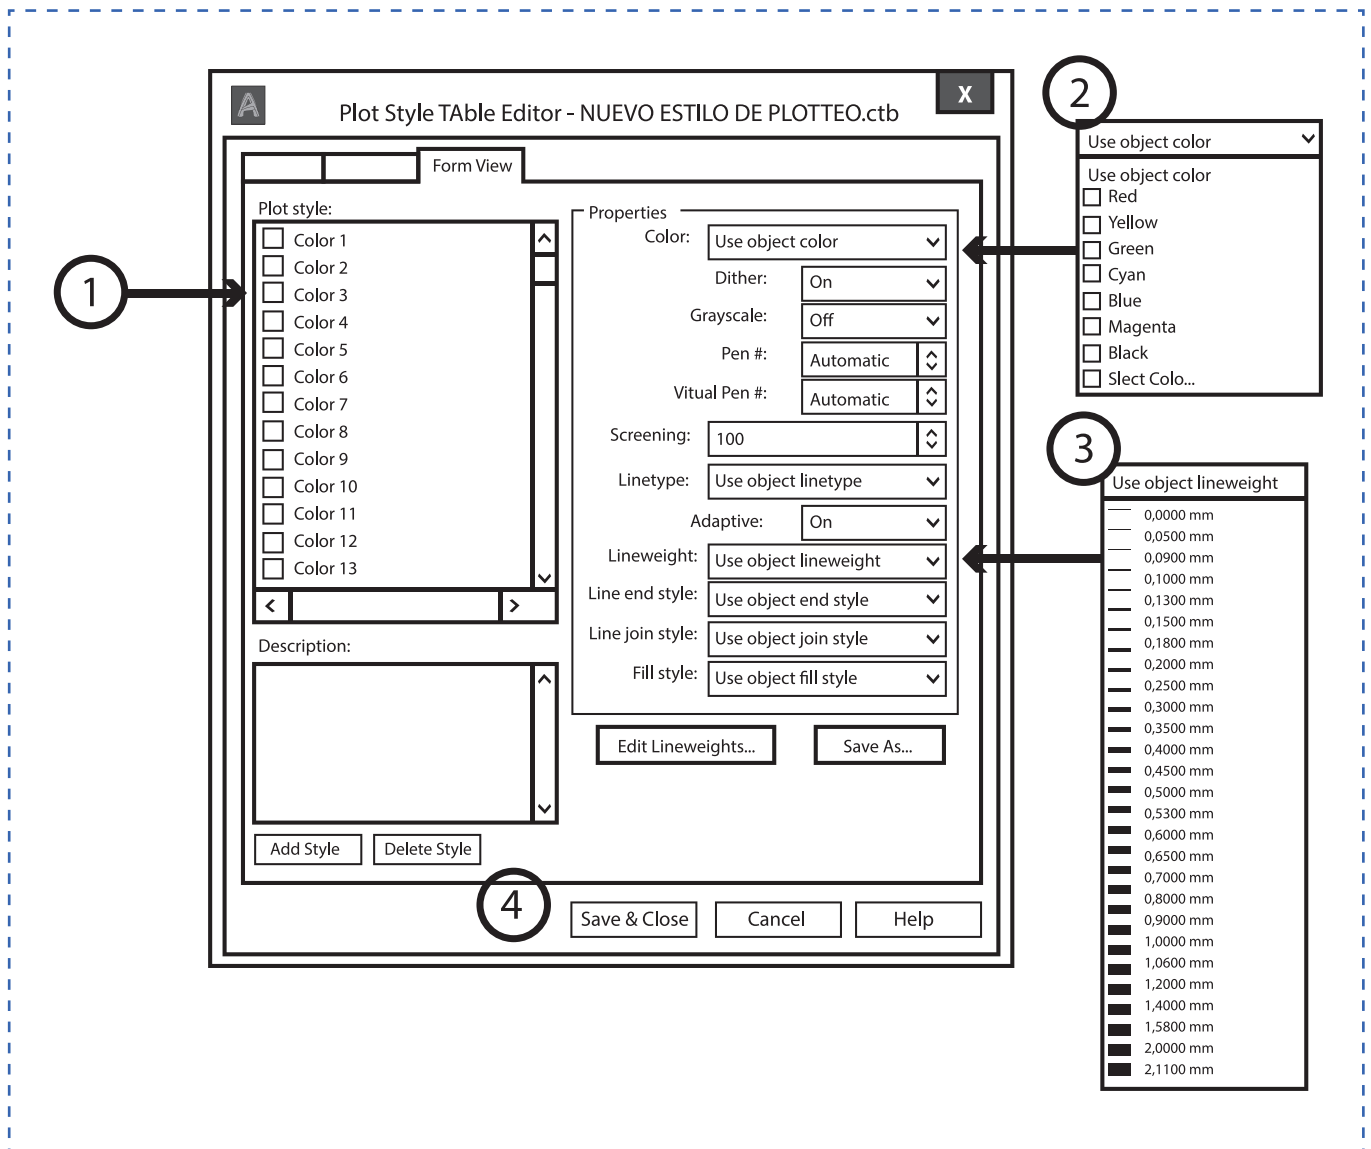 Plot Style TAble Editor - NUEVO ESTILO DE PLOTTEO.ctb
X
Form View
Plot style:
Color 1
Color 2
Color 3
Color 4
Color 5
Color 6
Color 7
Color 8
Color 9
Color 10
Color 11
Color 12
Color 13
Description:
Add Style
Delete Style
Properties
Color: Use object color
Dither: On
Grayscale: Off
Pen #: Automatic
Vitual Pen #: Automatic
Screening: 100
Linetype: Use object linetype
Adaptive: On
Lineweight: Use object lineweight
Line end style: Use object end style
Line join style: Use object join style
Fill style: Use object fill style
Edit Lineweights...
Save As...
Save & Close
Cancel
Help
1
2
Use object color
Use object color
Red
Yellow
Green
Cyan
Blue
Magenta
Black
Slect Colo...
3
Use object lineweight
0,0000 mm
0,0500 mm
0,0900 mm
0,1000 mm
0,1300 mm
0,1500 mm
0,1800 mm
0,2000 mm
0,2500 mm
0,3000 mm
0,3500 mm
0,4000 mm
0,4500 mm
0,5000 mm
0,5300 mm
0,6000 mm
0,6500 mm
0,7000 mm
0,8000 mm
0,9000 mm
1,0000 mm
1,0600 mm
1,2000 mm
1,4000 mm
1,5800 mm
2,0000 mm
2,1100 mm
4